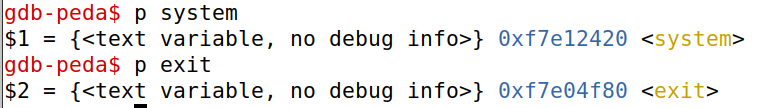 gdb-peda$ p system
$1 = {<text variable, no debug info>} 0xf7e12420 <system>
gdb-peda$ p exit
$2 = {<text variable, no debug info>} 0xf7e04f80 <exit>